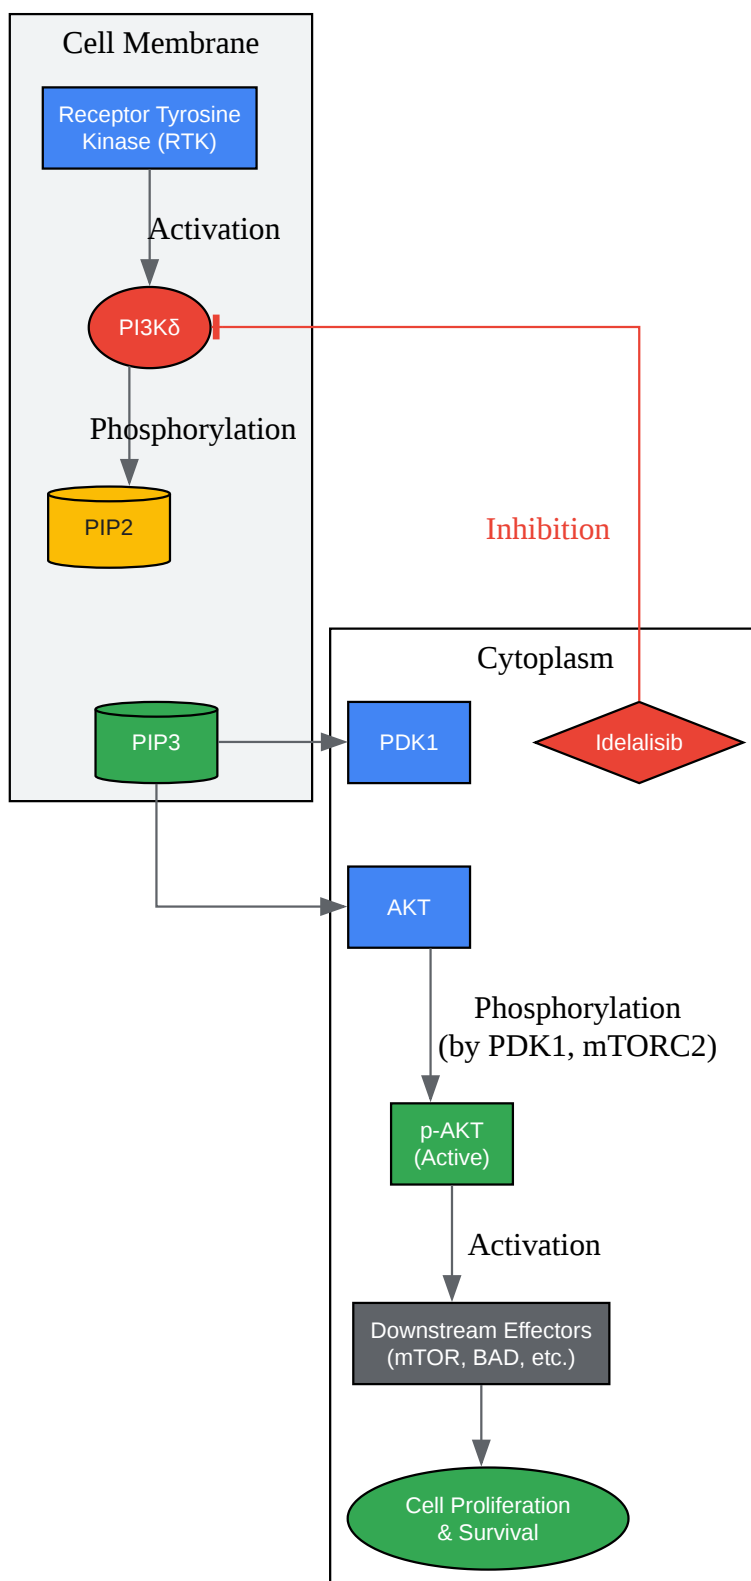 Cell Membrane
Receptor Tyrosine
Kinase (RTK)
Activation
PI3Kδ
Phosphorylation
PIP2
Inhibition
Cytoplasm
PIP3
PDK1
Idelalisib
AKT
Phosphorylation
(by PDK1, mTORC2)
p-AKT
(Active)
Activation
Downstream Effectors
(mTOR, BAD, etc.)
Cell Proliferation
& Survival